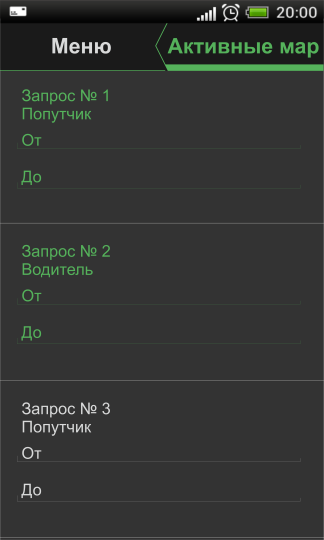 20:00
Меню
Активные мар
Запрос № 1
Попутчик
От
До
Запрос № 2
Водитель
От
До
Запрос № 3
Попутчик
От
До